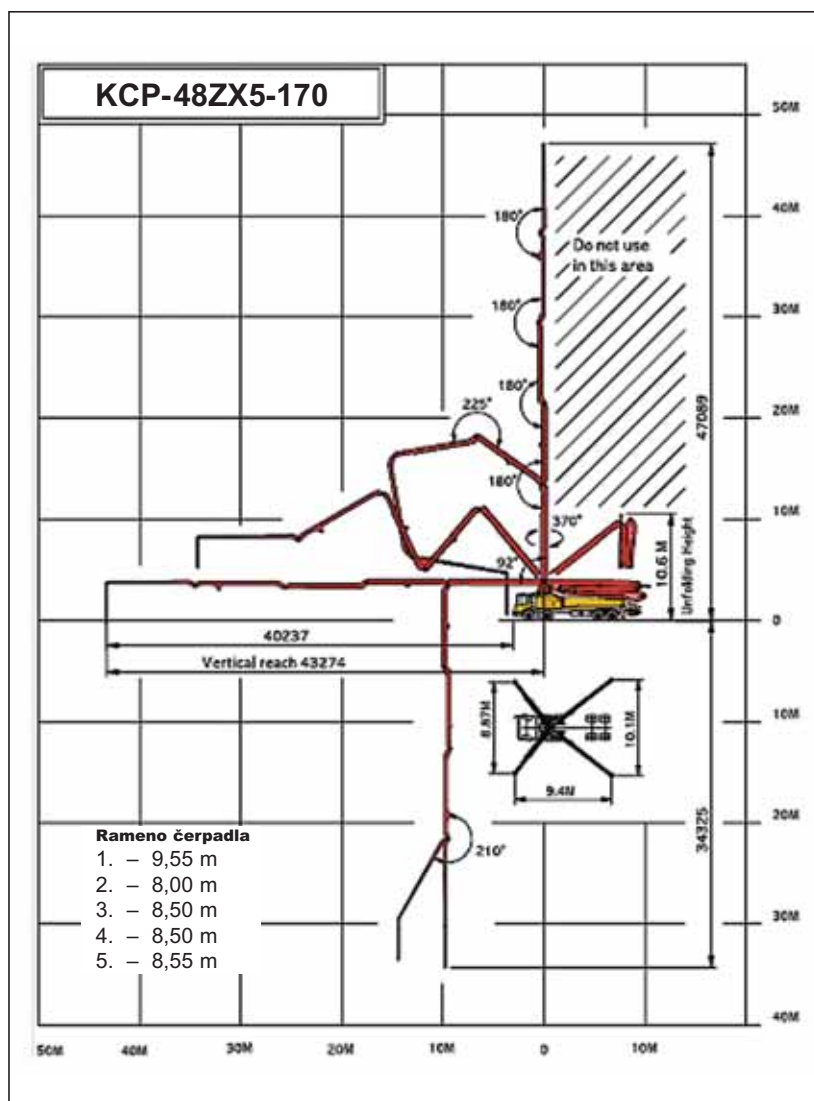 KCP-48ZX5-170
50M
40M
30M
20M
10M
0
10M
20M
30M
40M
180°
Do not use
in this area
180°
180°
225°
180°
370°
92°
47089
10.6 M
Unfolding Height
40237
Vertical reach 43274
8.87M
10.1M
9.4M
34325
210°
Rameno čerpadla
1. – 9,55 m
2. – 8,00 m
3. – 8,50 m
4. – 8,50 m
5. – 8,55 m
50M 40M 30M 20M 10M 0 10M